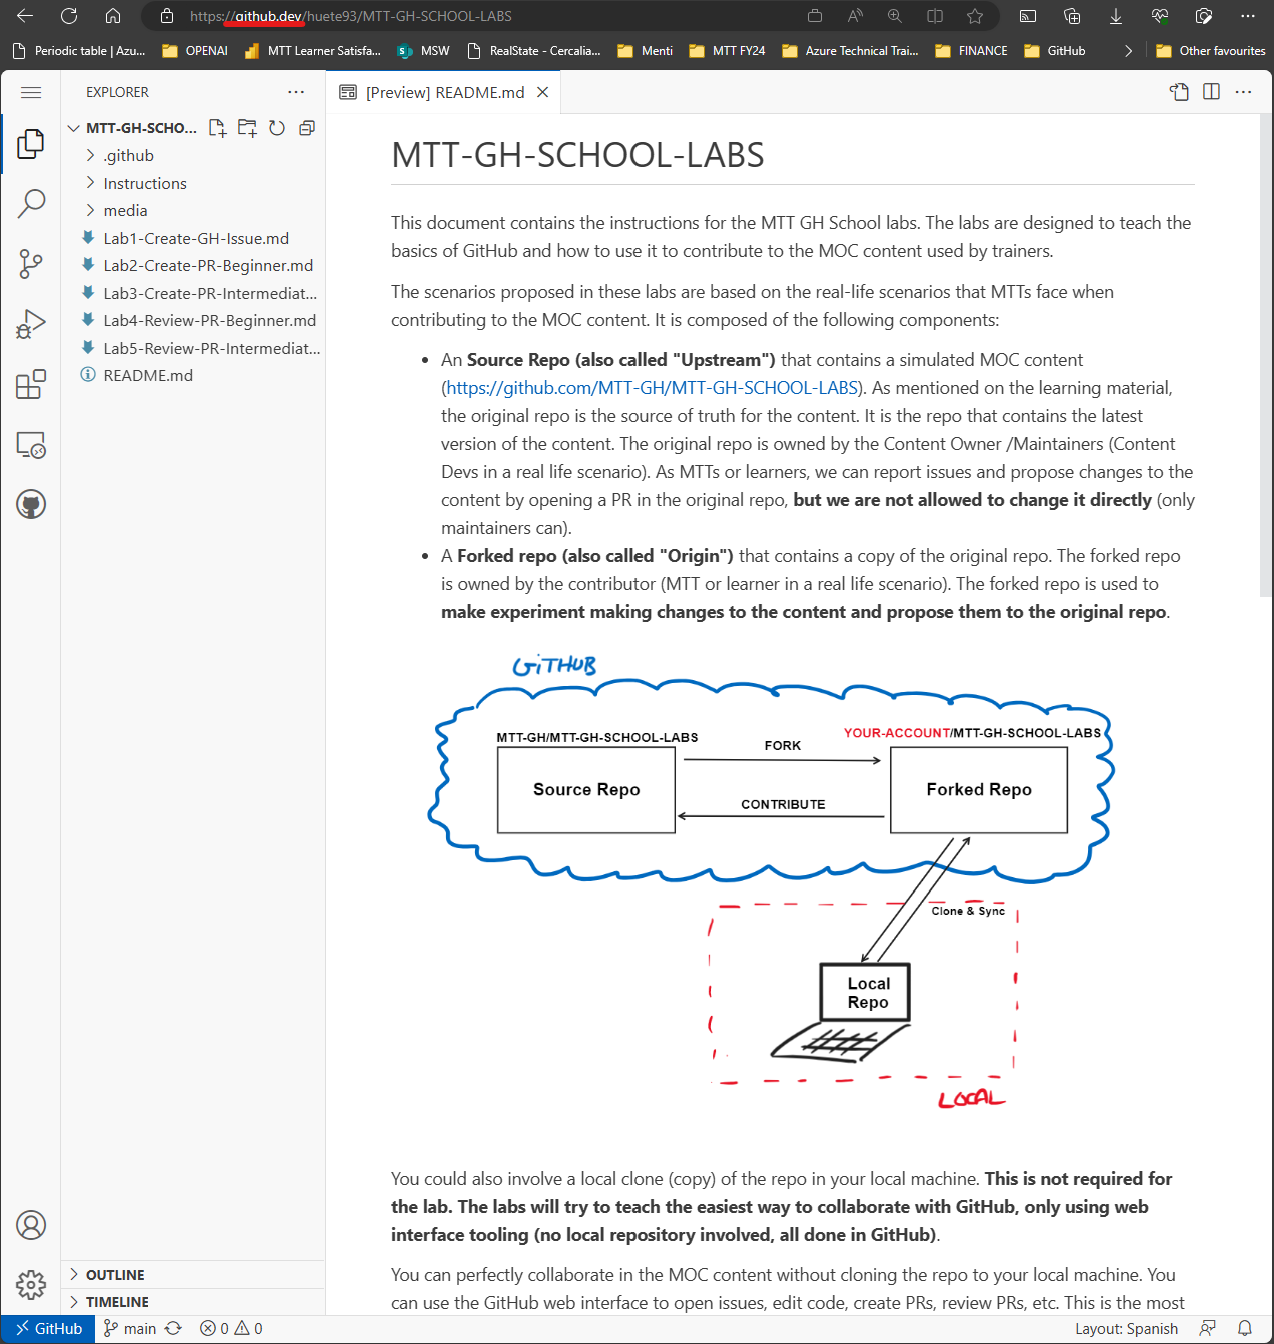 https://github.dev/huete93/MTT-GH-SCHOOL-LABS
Periodic table | Azu...
OPENAI
MTT Learner Satisfa...
MSW
RealState - Cercalia...
Menti
MTT FY24
Azure Technical Trai...
FINANCE
GitHub
Other favourites
EXPLORER
[Preview] README.md
MTT-GH-SCHO...
.github
Instructions
media
Lab1-Create-GH-Issue.md
Lab2-Create-PR-Beginner.md
Lab3-Create-PR-Intermediat...
Lab4-Review-PR-Beginner.md
Lab5-Review-PR-Intermediat...
README.md
MTT-GH-SCHOOL-LABS
This document contains the instructions for the MTT GH School labs. The labs are designed to teach the
basics of GitHub and how to use it to contribute to the MOC content used by trainers.
The scenarios proposed in these labs are based on the real-life scenarios that MTTs face when
contributing to the MOC content. It is composed of the following components:
• An Source Repo (also called "Upstream") that contains a simulated MOC content
(https://github.com/MTT-GH/MTT-GH-SCHOOL-LABS). As mentioned on the learning material,
the original repo is the source of truth for the content. It is the repo that contains the latest
version of the content. The original repo is owned by the Content Owner /Maintainers (Content
Devs in a real life scenario). As MTTs or learners, we can report issues and propose changes to the
content by opening a PR in the original repo, but we are not allowed to change it directly (only
maintainers can).
• A Forked repo (also called "Origin") that contains a copy of the original repo. The forked repo
is owned by the contributor (MTT or learner in a real life scenario). The forked repo is used to
make experiment making changes to the content and propose them to the original repo.
GiTHUB
MTT-GH/MTT-GH-SCHOOL-LABS
YOUR-ACCOUNT/MTT-GH-SCHOOL-LABS
FORK
Source Repo
Forked Repo
CONTRIBUTE
Clone & Sync
Local
Repo
LOCAL
You could also involve a local clone (copy) of the repo in your local machine. This is not required for
the lab. The labs will try to teach the easiest way to collaborate with GitHub, only using web
interface tooling (no local repository involved, all done in GitHub).
You can perfectly collaborate in the MOC content without cloning the repo to your local machine. You
can use the GitHub web interface to open issues, edit code, create PRs, review PRs, etc. This is the most
OUTLINE
TIMELINE
GitHub
main
0
0
Layout: Spanish